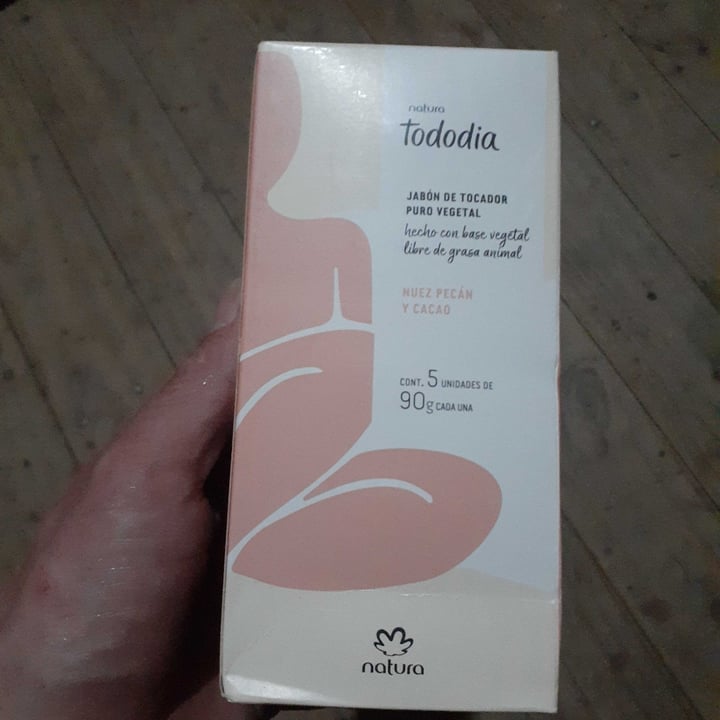 natura
tododia
JABÓN DE TOCADOR
PURO VEGETAL
hecho con base vegetal
libre de grasa animal
NUEZ PECÁN
Y CACAO
CONT. 5 UNIDADES DE
90g CADA UNA
natura